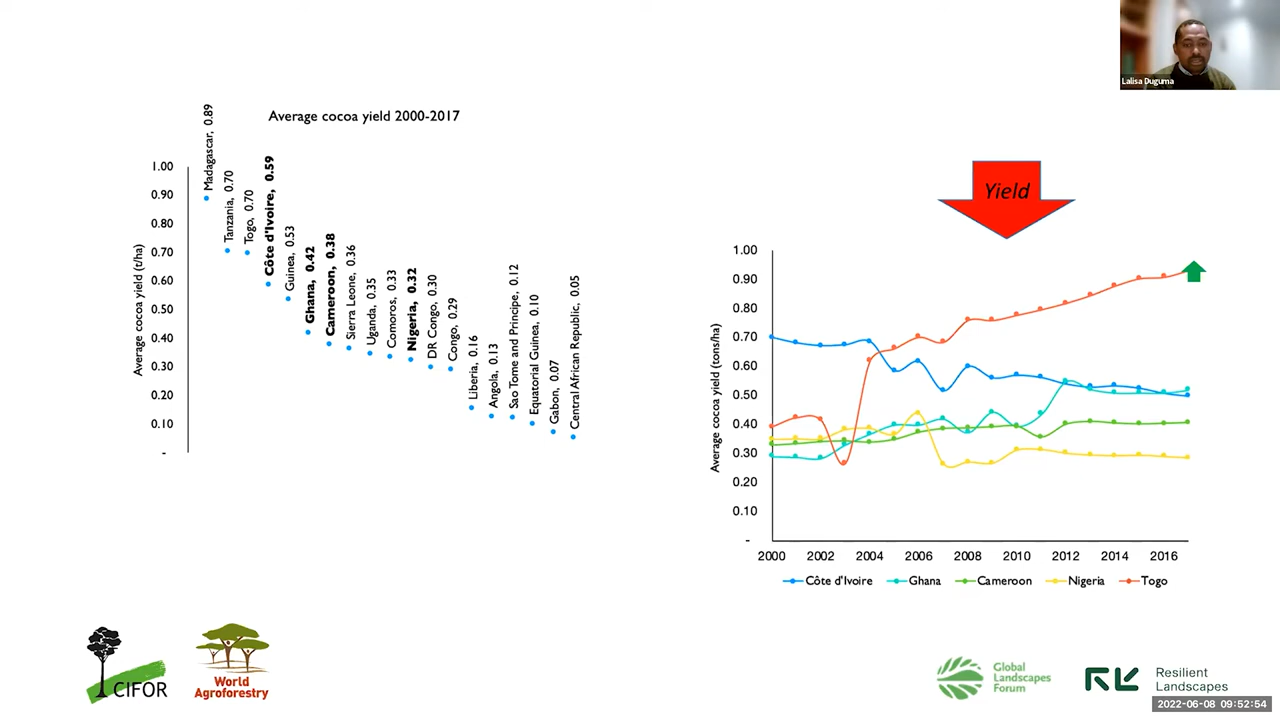 Lalisa Duguma
Average cocoa yield 2000-2017
Average cocoa yield (t/ha)
1.00
0.90
0.80
0.70
0.60
0.50
0.40
0.30
0.20
0.10
-
Madagascar, 0.89
Tanzania, 0.70
Togo, 0.70
Côte d'Ivoire, 0.59
Guinea, 0.53
Ghana, 0.42
Cameroon, 0.38
Sierra Leone, 0.36
Uganda, 0.35
Comoros, 0.33
Nigeria, 0.32
DR Congo, 0.30
Congo, 0.29
Liberia, 0.16
Angola, 0.13
Sao Tome and Principe, 0.12
Equatorial Guinea, 0.10
Gabon, 0.07
Central African Republic, 0.05
Yield
Average cocoa yield (tons/ha)
1.00
0.90
0.80
0.70
0.60
0.50
0.40
0.30
0.20
0.10
-
2000 2002 2004 2006 2008 2010 2012 2014 2016
Côte d'Ivoire Ghana Cameroon Nigeria Togo
CIFOR
World
Agroforestry
Global
Landscapes
Forum
Resilient
Landscapes
2022-06-08 09:52:54